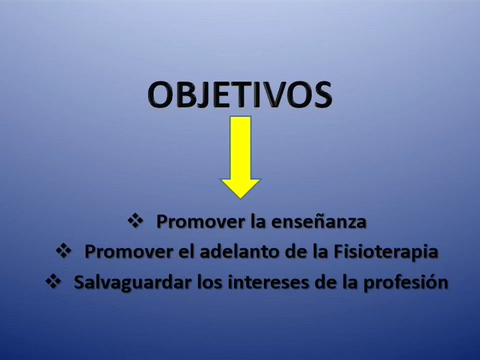 OBJETIVOS
❖ Promover la enseñanza
❖ Promover el adelanto de la Fisioterapia
❖ Salvaguardar los intereses de la profesión